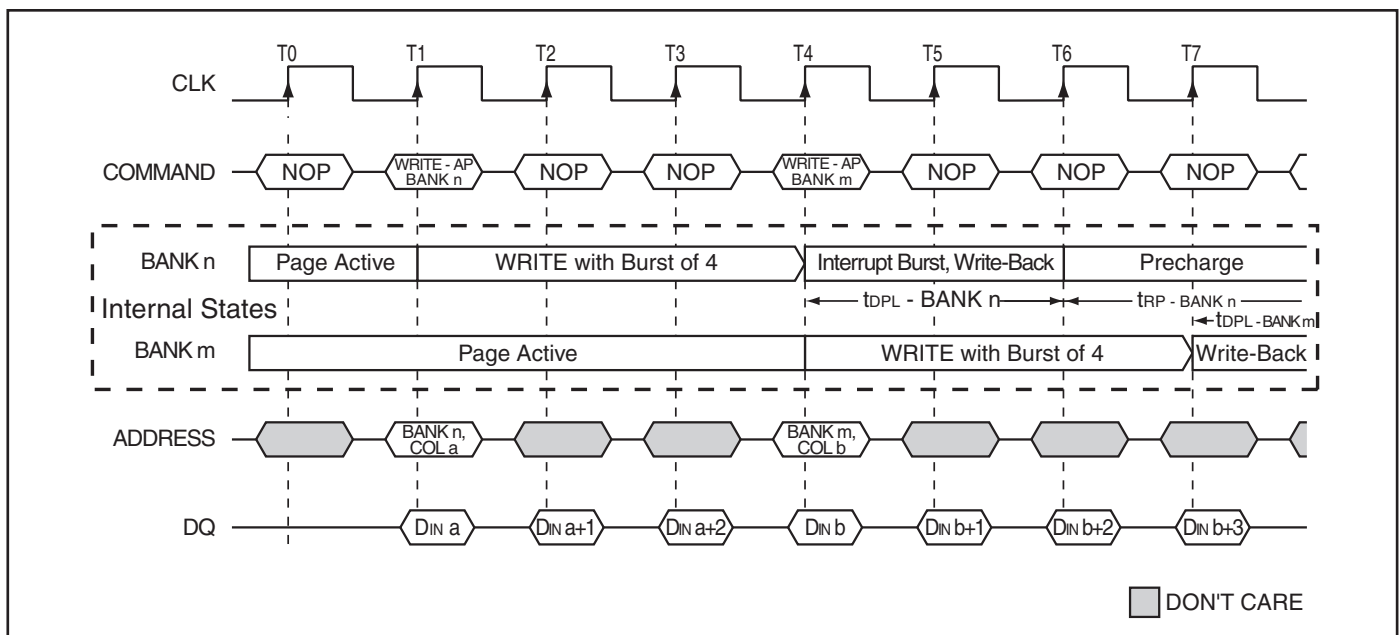 T0 T1 T2 T3 T4 T5 T6 T7
CLK
COMMAND NOP WRITE - AP BANK n NOP NOP WRITE - AP BANK m NOP NOP NOP
BANK n Page Active WRITE with Burst of 4 Interrupt Burst, Write-Back Precharge
Internal States tDPL - BANK n tRP - BANK n
tDPL - BANK m
BANK m Page Active WRITE with Burst of 4 Write-Back
ADDRESS BANK n, COL a BANK m, COL b
DQ DIN a DIN a+1 DIN a+2 DIN b DIN b+1 DIN b+2 DIN b+3
DON'T CARE